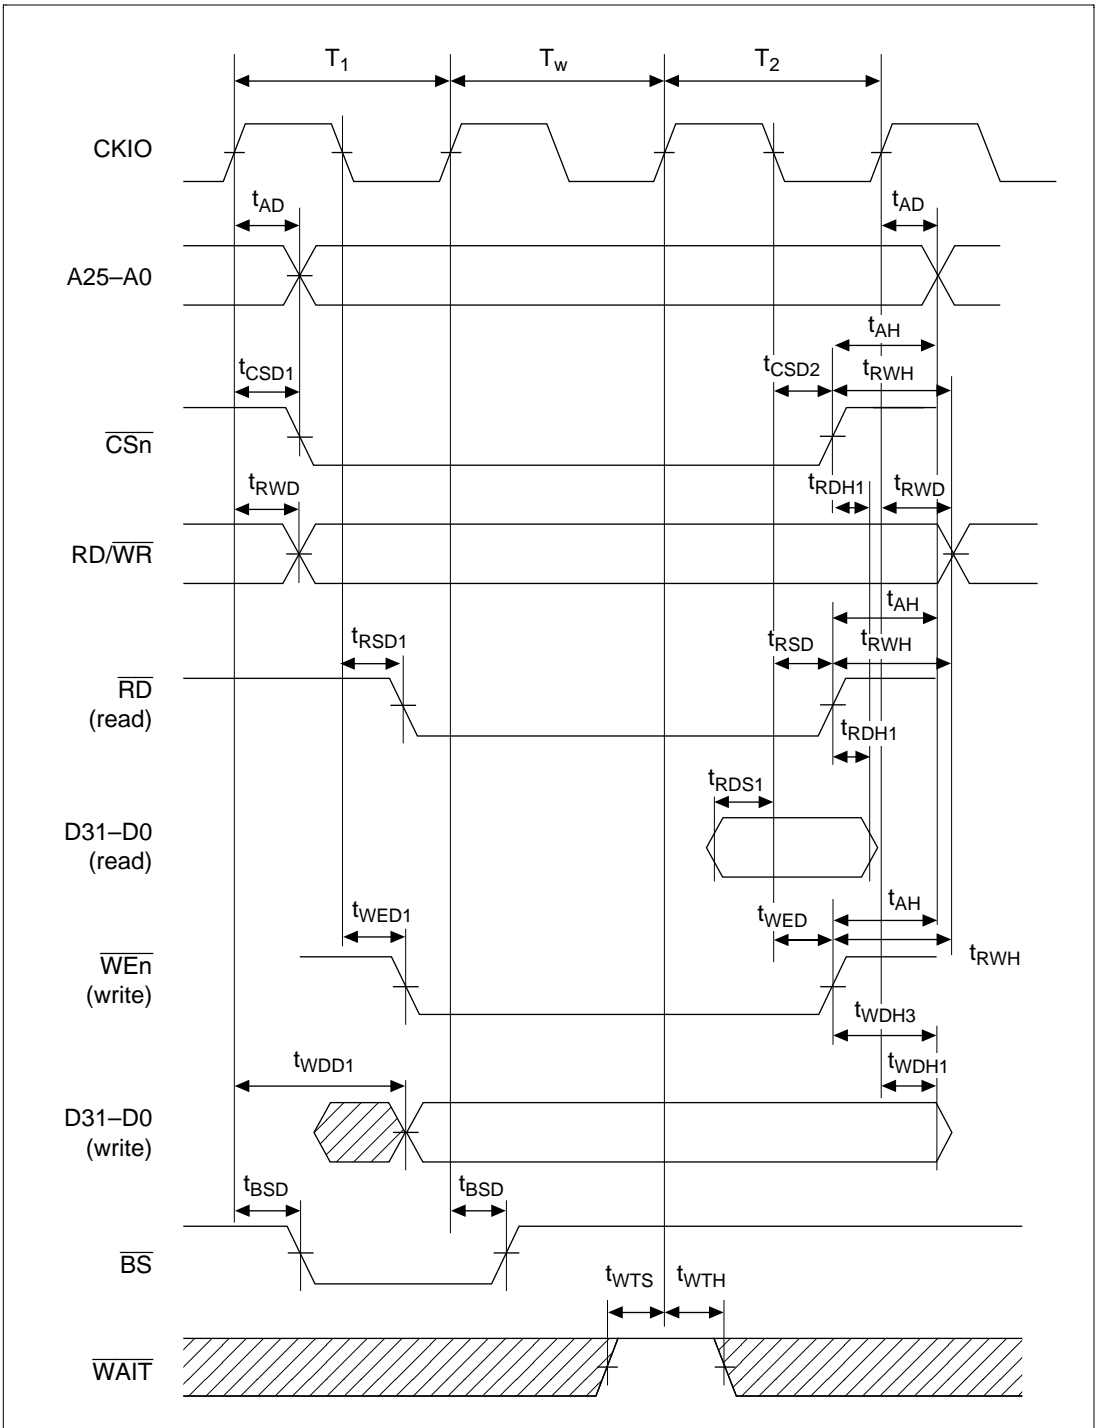 T1 Tw T2
CKIO
tAD tAD
A25–A0
tAH
tCSD1 tCSD2 tRWH
CSn
tRDH1 tRWD
tRWD
RD/WR
tAH
tRSD1 tRSD tRWH
RD
(read)
tRDH1
tRDS1
D31–D0
(read)
tAH
tWED1 tWED
tRWH
WEn
(write)
tWDH3
tWDD1 tWDH1
D31–D0
(write)
tBSD tBSD
BS
tWTS tWTH
WAIT